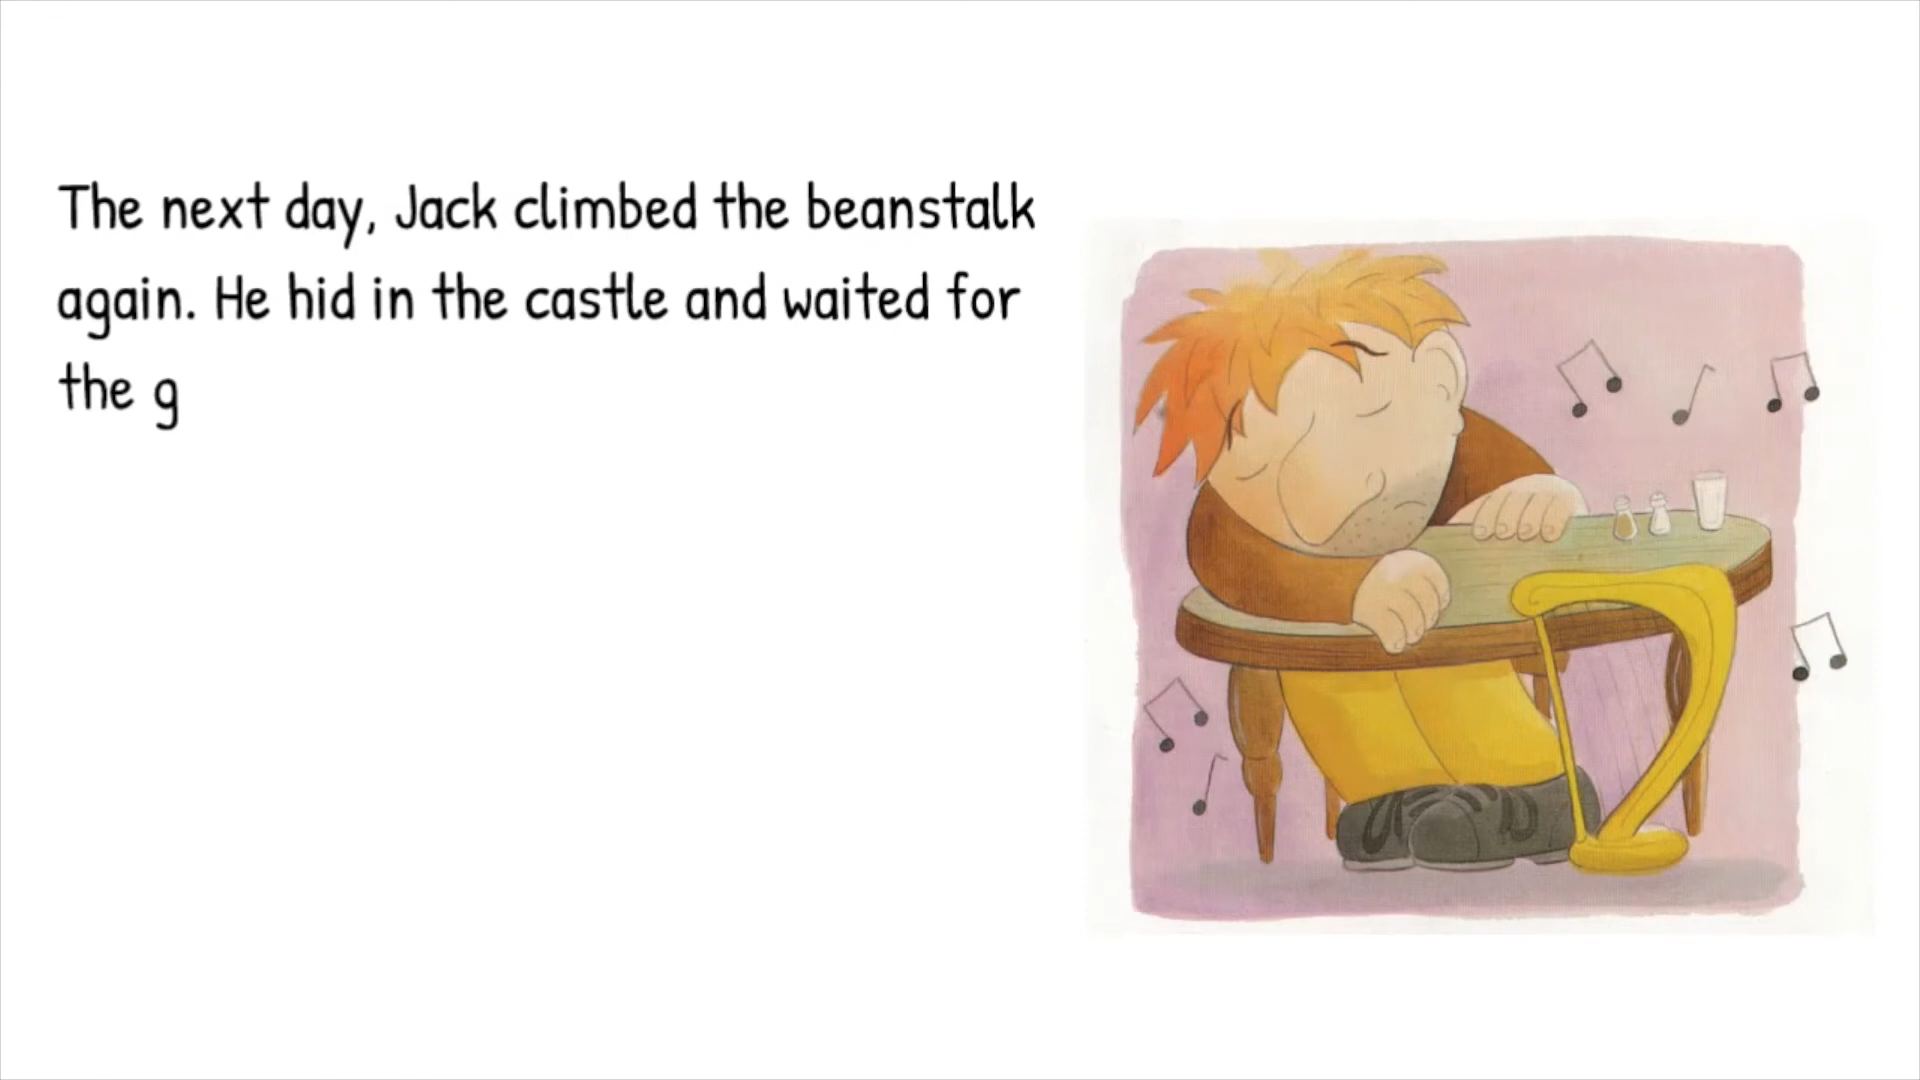 The next day, Jack climbed the beanstalk
again. He hid in the castle and waited for
the g